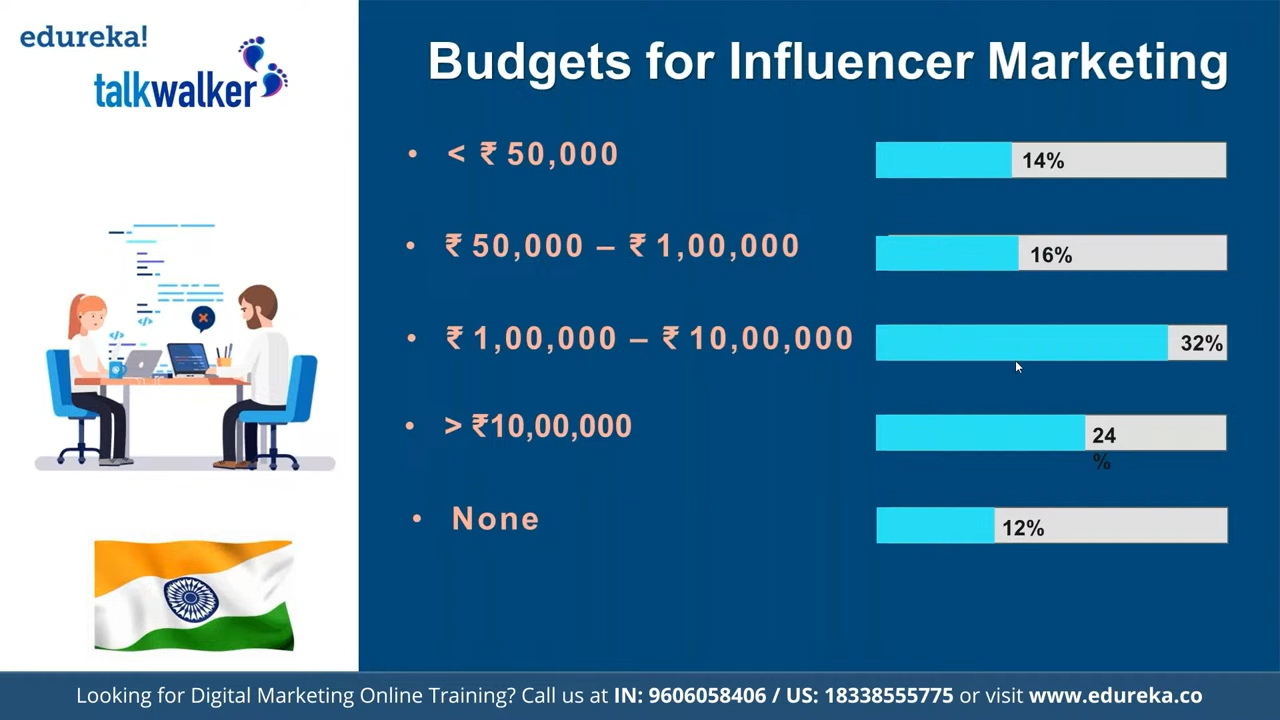 edureka!
talkwalker
Budgets for Influencer Marketing
• < ₹ 50,000
14%
• ₹ 50,000 – ₹ 1,00,000
16%
• ₹ 1,00,000 – ₹ 10,00,000
32%
• > ₹10,00,000
24
%
• None
12%
Looking for Digital Marketing Online Training? Call us at IN: 9606058406 / US: 18338555775 or visit www.edureka.co